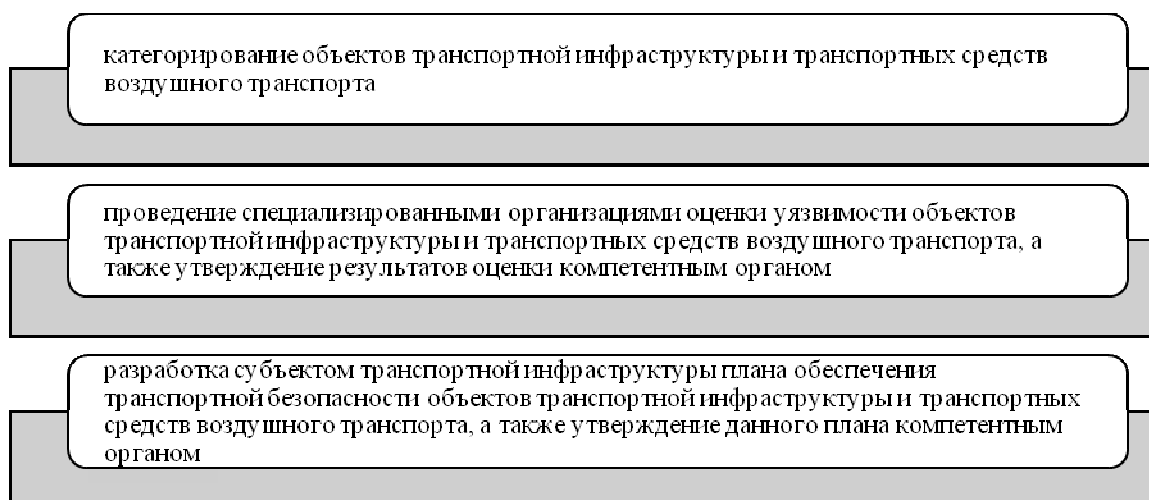 категорирование объектов транспортной инфраструктуры и транспортных средств
воздушного транспорта
проведение специализированными организациями оценки уязвимости объектов
транспортной инфраструктуры и транспортных средств воздушного транспорта, а
также утверждение результатов оценки компетентным органом
разработка субъектом транспортной инфраструктуры плана обеспечения
транспортной безопасности объектов транспортной инфраструктуры и транспортных
средств воздушного транспорта, а также утверждение данного плана компетентным
органом